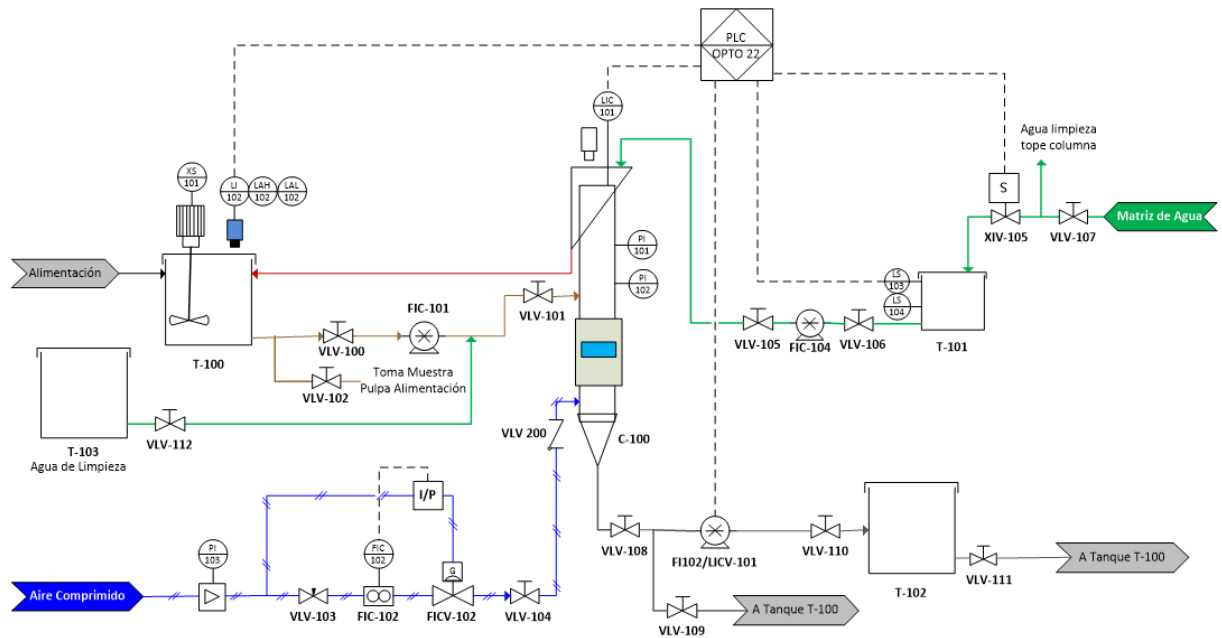 PLC
OPTO 22
LIC
101
Agua limpieza
tope columna
XS
101
LI
102
LAH
102
LAL
102
S
XIV-105
VLV-107
Matriz de Agua
PI
101
PI
102
Alimentación
LS
103
LS
104
VLV-101
FIC-101
VLV-100
T-100
VLV-105
FIC-104
VLV-106
T-101
Toma Muestra
Pulpa Alimentación
VLV-102
VLV 200
C-100
T-103
Agua de Limpieza
VLV-112
I/P
PI
103
FIC
102
G
VLV-108
FI102/LICV-101
VLV-110
T-102
VLV-111
A Tanque T-100
Aire Comprimido
VLV-103
FIC-102
FICV-102
VLV-104
VLV-109
A Tanque T-100